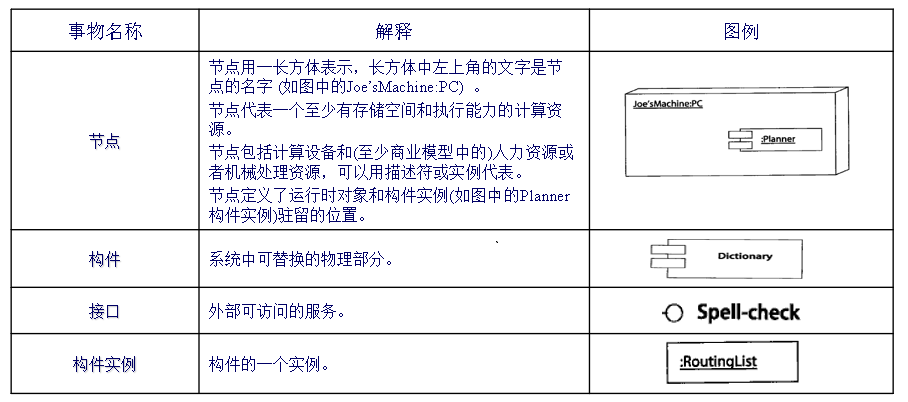 事物名称 解释 图例
节点
节点用一长方体表示，长方体中左上角的文字是节
点的名字 (如图中的Joe'sMachine:PC) 。
节点代表一个至少有存储空间和执行能力的计算资
源。
节点包括计算设备和(至少商业模型中的)人力资源或
者机械处理资源，可以用描述符或实例代表。
节点定义了运行时对象和构件实例(如图中的Planner
构件实例)驻留的位置。
Joe'sMachine:PC
:Planner
构件 系统中可替换的物理部分。 Dictionary
接口 外部可访问的服务。 Spell-check
构件实例 构件的一个实例。 :RoutingList